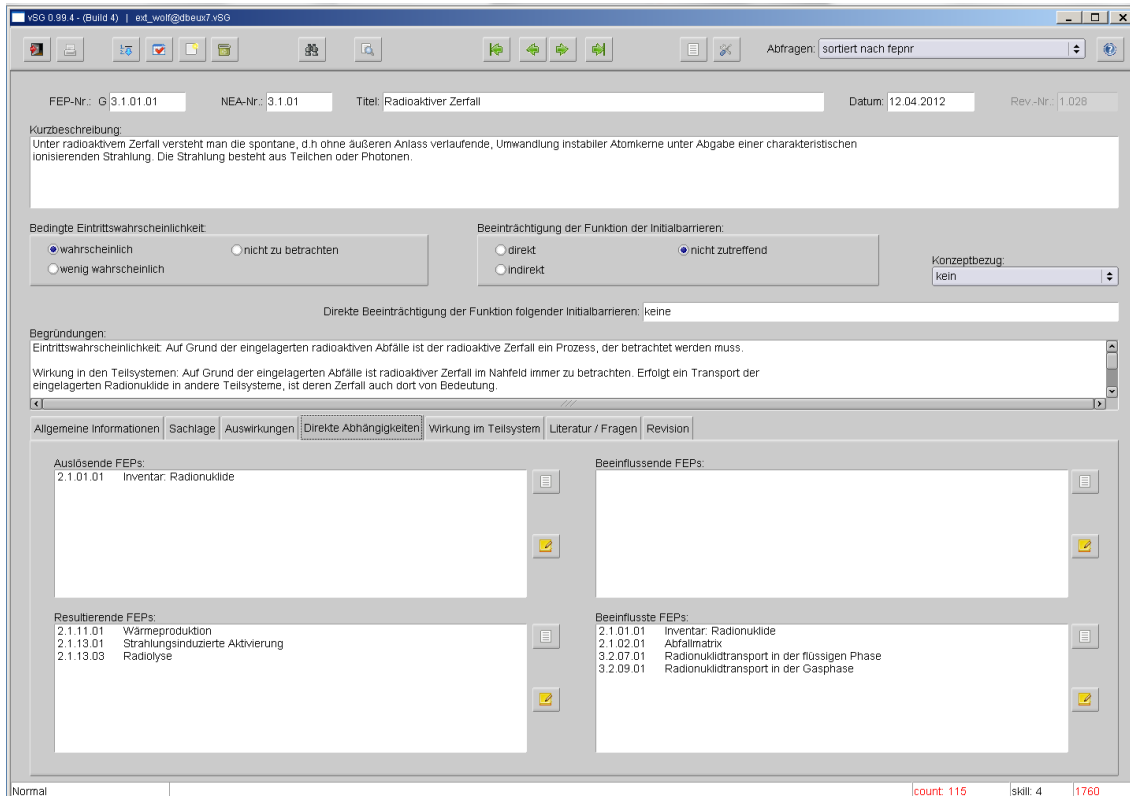 vSG 0.99.4 - (Build 4) | ext_wolf@dbeux7.vSG
Abfragen: sortiert nach fepnr
FEP-Nr.: G 3.1.01.01 NEA-Nr.: 3.1.01 Titel: Radioaktiver Zerfall Datum: 12.04.2012 Rev.-Nr.: 1.028
Kurzbeschreibung:
Unter radioaktivem Zerfall versteht man die spontane, d.h ohne äußeren Anlass verlaufende, Umwandlung instabiler Atomkerne unter Abgabe einer charakteristischen
ionisierenden Strahlung. Die Strahlung besteht aus Teilchen oder Photonen.
Bedingte Eintrittswahrscheinlichkeit: Beeinträchtigung der Funktion der Initialbarrieren:
wahrscheinlich nicht zu betrachten direkt nicht zutreffend
Konzeptbezug:
wenig wahrscheinlich indirekt kein
Direkte Beeinträchtigung der Funktion folgender Initialbarrieren: keine
Begründungen:
Eintrittswahrscheinlichkeit: Auf Grund der eingelagerten radioaktiven Abfälle ist der radioaktive Zerfall ein Prozess, der betrachtet werden muss.
Wirkung in den Teilsystemen: Auf Grund der eingelagerten Abfälle ist radioaktiver Zerfall im Nahfeld immer zu betrachten. Erfolgt ein Transport der
eingelagerten Radionuklide in andere Teilsysteme, ist deren Zerfall auch dort von Bedeutung.
Allgemeine Informationen Sachlage Auswirkungen Direkte Abhängigkeiten Wirkung im Teilsystem Literatur / Fragen Revision
Auslösende FEPs:
2.1.01.01 Inventar: Radionuklide
Beeinflussende FEPs:
Resultierende FEPs:
2.1.11.01 Wärmeproduktion
2.1.13.01 Strahlungsinduzierte Aktivierung
2.1.13.03 Radiolyse
Beeinflusste FEPs:
2.1.01.01 Inventar: Radionuklide
2.1.02.01 Abfallmatrix
3.2.07.01 Radionuklidtransport in der flüssigen Phase
3.2.09.01 Radionuklidtransport in der Gasphase
Normal count: 115 skill: 4 1760